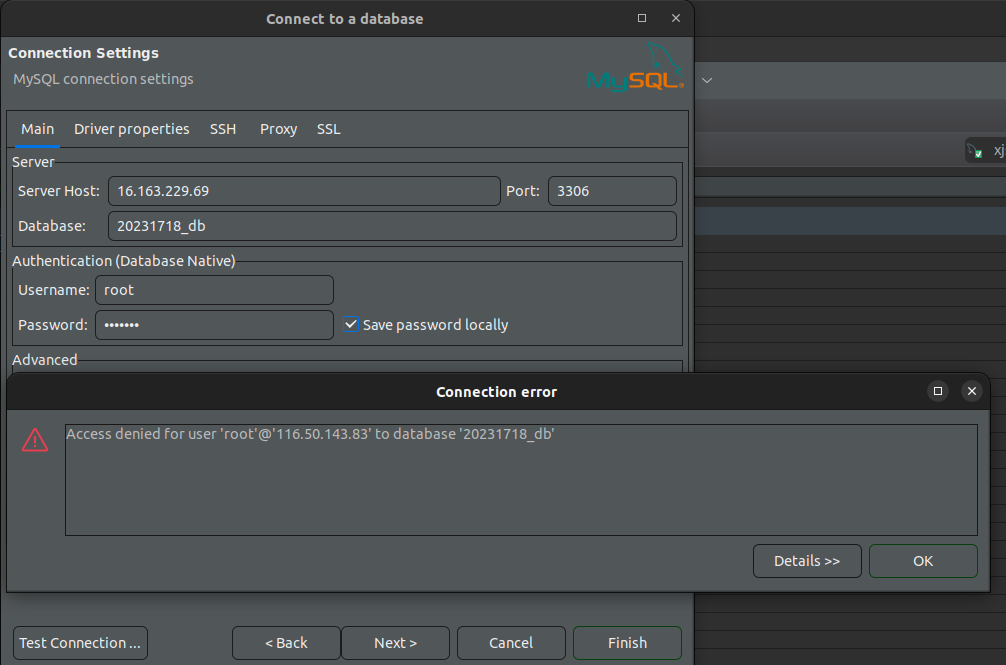 Connect to a database
Connection Settings
MySQL connection settings
MySQL
Main Driver properties SSH Proxy SSL
xj
Server
Server Host: 16.163.229.69 Port: 3306
Database: 20231718_db
Authentication (Database Native)
Username: root
Password: ••••••• Save password locally
Advanced
Connection error
Access denied for user 'root'@'116.50.143.83' to database '20231718_db'
Details >> OK
Test Connection ... < Back Next > Cancel Finish